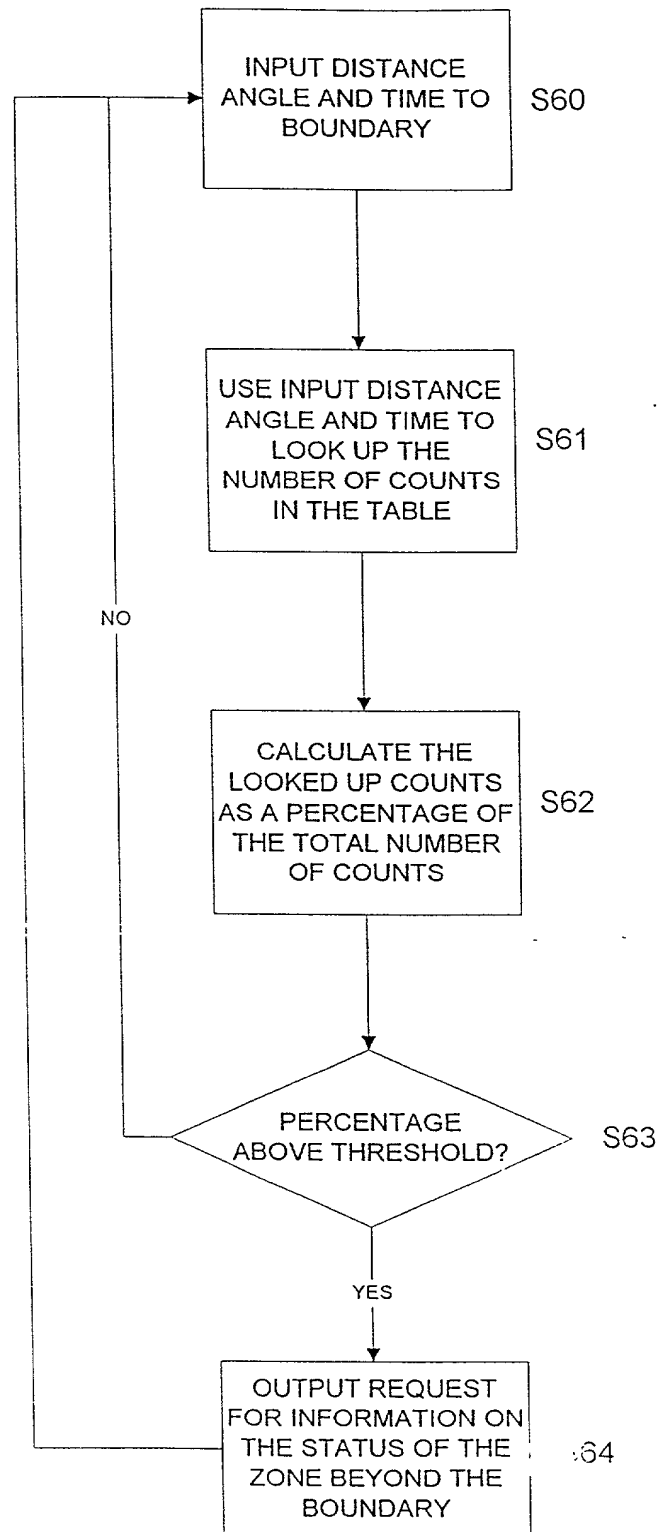 INPUT DISTANCE
ANGLE AND TIME TO
BOUNDARY
S60
USE INPUT DISTANCE
ANGLE AND TIME TO
LOOK UP THE
NUMBER OF COUNTS
IN THE TABLE
S61
NO
CALCULATE THE
LOOKED UP COUNTS
AS A PERCENTAGE OF
THE TOTAL NUMBER
OF COUNTS
S62
PERCENTAGE
ABOVE THRESHOLD?
S63
YES
OUTPUT REQUEST
FOR INFORMATION ON
THE STATUS OF THE
ZONE BEYOND THE
BOUNDARY
64